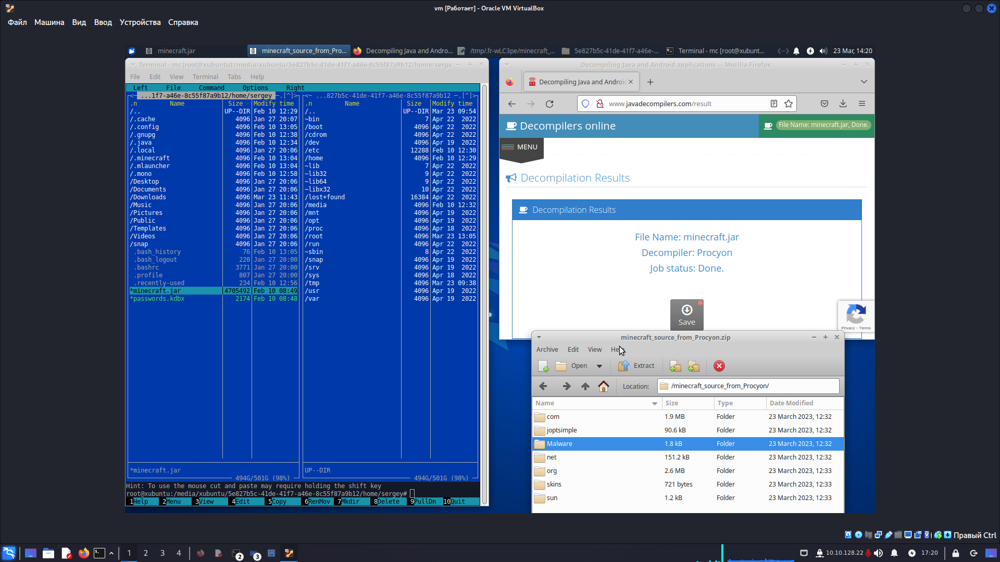 vm [Работает] - Oracle VM VirtualBox
Файл Машина Вид Ввод Устройства Справка
minecraft.jar
minecraft_source_from_Pro...
Decompiling Java and Andro...
/tmp/.fr-wLC3pe/minecraft_...
5e827b5c-41de-41f7-a46e-...
Terminal - mc [root@xubunt...
23 Mar, 14:20
Terminal - mc [root@xubuntu]:/media/xubuntu/5e827b5c-41de-41f7-a46e-8c55f87a9b12/home/serge
File Edit View Terminal Tabs Help
Left File Command Options Right
<─ ...1f7-a46e-8c55f87a9b12/home/sergey ─.[^]>
.n Name Size Modify time
/.. UP--DIR Feb 10 12:29
/.cache 4096 Jan 27 20:07
/.config 4096 Feb 10 13:05
/.gnupg 4096 Feb 10 12:38
/.java 4096 Feb 10 12:34
/.local 4096 Jan 27 20:06
/.minecraft 4096 Feb 10 13:04
/.mlauncher 4096 Feb 10 13:04
/.mono 4096 Feb 10 12:58
/Desktop 4096 Jan 27 20:06
/Documents 4096 Jan 27 20:06
/Downloads 4096 Mar 23 11:43
/Music 4096 Jan 27 20:06
/Pictures 4096 Jan 27 20:06
/Public 4096 Jan 27 20:06
/Templates 4096 Jan 27 20:06
/Videos 4096 Jan 27 20:06
/snap 4096 Jan 27 20:06
.bash_history 76 Feb 10 13:05
.bash_logout 220 Jan 27 20:00
.bashrc 3771 Jan 27 20:00
.profile 807 Jan 27 20:00
.recently-used 234 Feb 10 12:56
*minecraft.jar 4705492 Feb 10 08:49
*passwords.kdbx 2174 Feb 10 08:48
*minecraft.jar
494G/501G (98%)
<─ ...827b5c-41de-41f7-a46e-8c55f87a9b12 ─.[^]>
.n Name Size Modify time
/.. UP--DIR Mar 23 09:54
~bin 7 Apr 22 2022
/boot 4096 Apr 22 2022
/cdrom 4096 Apr 22 2022
/dev 4096 Apr 19 2022
/etc 12288 Feb 10 12:30
/home 4096 Feb 10 12:29
~lib 7 Apr 22 2022
~lib32 9 Apr 22 2022
~lib64 9 Apr 22 2022
~libx32 10 Apr 22 2022
/lost+found 16384 Apr 22 2022
/media 4096 Feb 10 12:32
/mnt 4096 Apr 19 2022
/opt 4096 Apr 19 2022
/proc 4096 Apr 18 2022
/root 4096 Mar 23 13:05
/run 4096 Apr 22 2022
~sbin 8 Apr 22 2022
/snap 4096 Apr 19 2022
/srv 4096 Apr 19 2022
/sys 4096 Apr 18 2022
/tmp 4096 Mar 23 09:38
/usr 4096 Apr 19 2022
/var 4096 Apr 19 2022
UP--DIR
494G/501G (98%)
Hint: To use the mouse cut and paste may require holding the shift key
root@xubuntu:/media/xubuntu/5e827b5c-41de-41f7-a46e-8c55f87a9b12/home/sergey#
1Help 2Menu 3View 4Edit 5Copy 6RenMov 7Mkdir 8Delete 9PullDn 10Quit
Decompiling Java and Android applications — Mozilla Firefox
Decompiling Java and Androi
www.javadecompilers.com/result
Decompilers online
File Name: minecraft.jar, Done.
MENU
Decompilation Results
Decompilation Results
File Name: minecraft.jar
Decompiler: Procyon
Job status: Done.
Save
Privacy - Terms
minecraft_source_from_Procyon.zip
Archive Edit View Help
Open Extract
Location: /minecraft_source_from_Procyon/
Name Size Type Date Modified
com 1.9 MB Folder 23 March 2023, 12:32
joptsimple 90.6 kB Folder 23 March 2023, 12:32
Malware 1.8 kB Folder 23 March 2023, 12:32
net 151.2 kB Folder 23 March 2023, 12:32
org 2.6 MB Folder 23 March 2023, 12:33
skins 721 bytes Folder 23 March 2023, 12:33
sun 1.2 kB Folder 23 March 2023, 12:33
Правый Ctrl
1 2 3 4
2
3
10.10.128.22
17:20